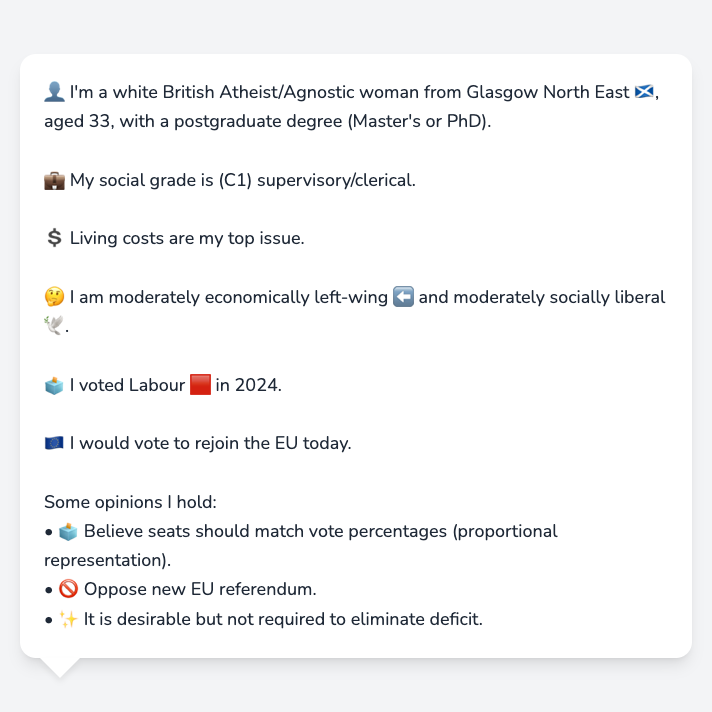 👤 I'm a white British Atheist/Agnostic woman from Glasgow North East 🏴󠁧󠁢󠁳󠁣󠁴󠁿,
aged 33, with a postgraduate degree (Master's or PhD).
💼 My social grade is (C1) supervisory/clerical.
💲 Living costs are my top issue.
🤔 I am moderately economically left-wing ⬅️ and moderately socially liberal
🕊️.
🗳️ I voted Labour 🟥 in 2024.
🇪🇺 I would vote to rejoin the EU today.
Some opinions I hold:
• 🗳️ Believe seats should match vote percentages (proportional
representation).
• 🚫 Oppose new EU referendum.
• ✨ It is desirable but not required to eliminate deficit.